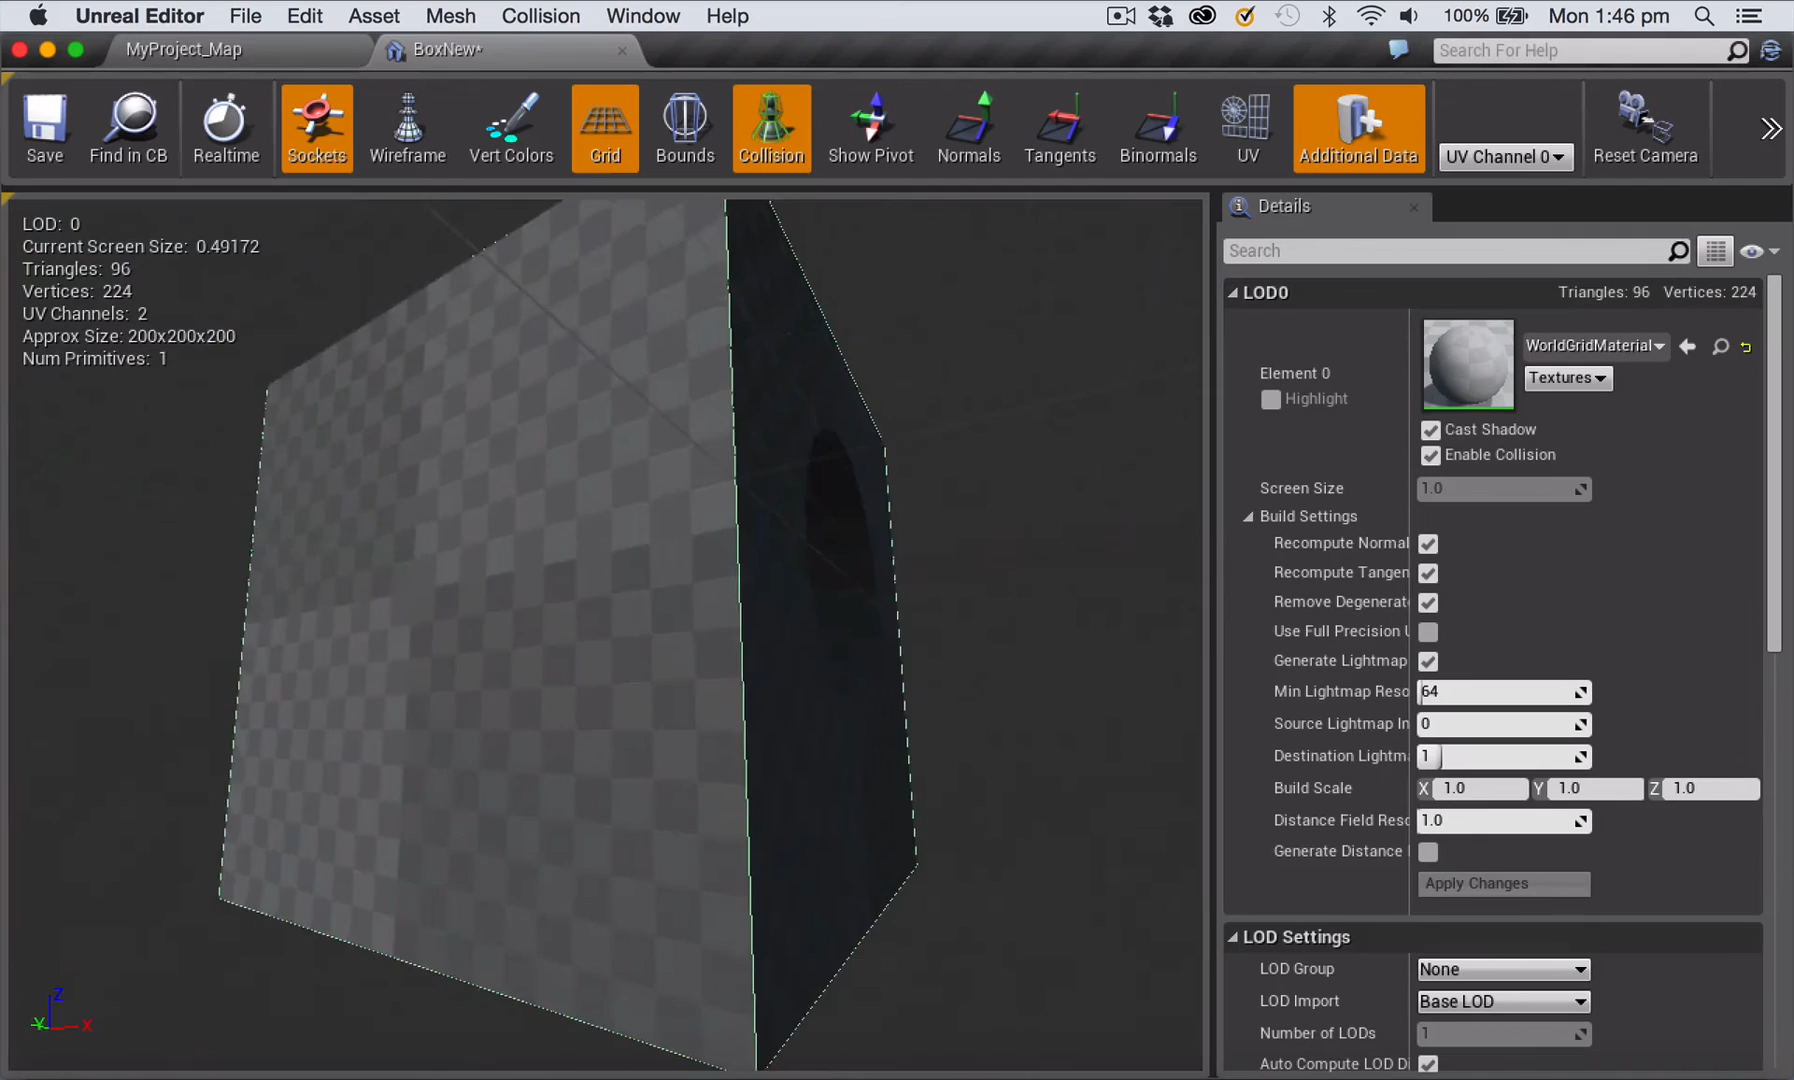 Unreal Editor File Edit Asset Mesh Collision Window Help 100% Mon 1:46 pm
MyProject_Map BoxNew* Search For Help
Save Find in CB Realtime Sockets Wireframe Vert Colors Grid Bounds Collision Show Pivot Normals Tangents Binormals UV Additional Data UV Channel 0 Reset Camera
LOD: 0
Current Screen Size: 0.49172
Triangles: 96
Vertices: 224
UV Channels: 2
Approx Size: 200x200x200
Num Primitives: 1
Z
Y X
Details
Search
LOD0 Triangles: 96 Vertices: 224
WorldGridMaterial
Element 0 Textures
Highlight
Cast Shadow
Enable Collision
Screen Size 1.0
Build Settings
Recompute Normal
Recompute Tangen
Remove Degenerat
Use Full Precision U
Generate Lightmap
Min Lightmap Reso 64
Source Lightmap In 0
Destination Lightma 1
Build Scale X 1.0 Y 1.0 Z 1.0
Distance Field Reso 1.0
Generate Distance
Apply Changes
LOD Settings
LOD Group None
LOD Import Base LOD
Number of LODs 1
Auto Compute LOD Di